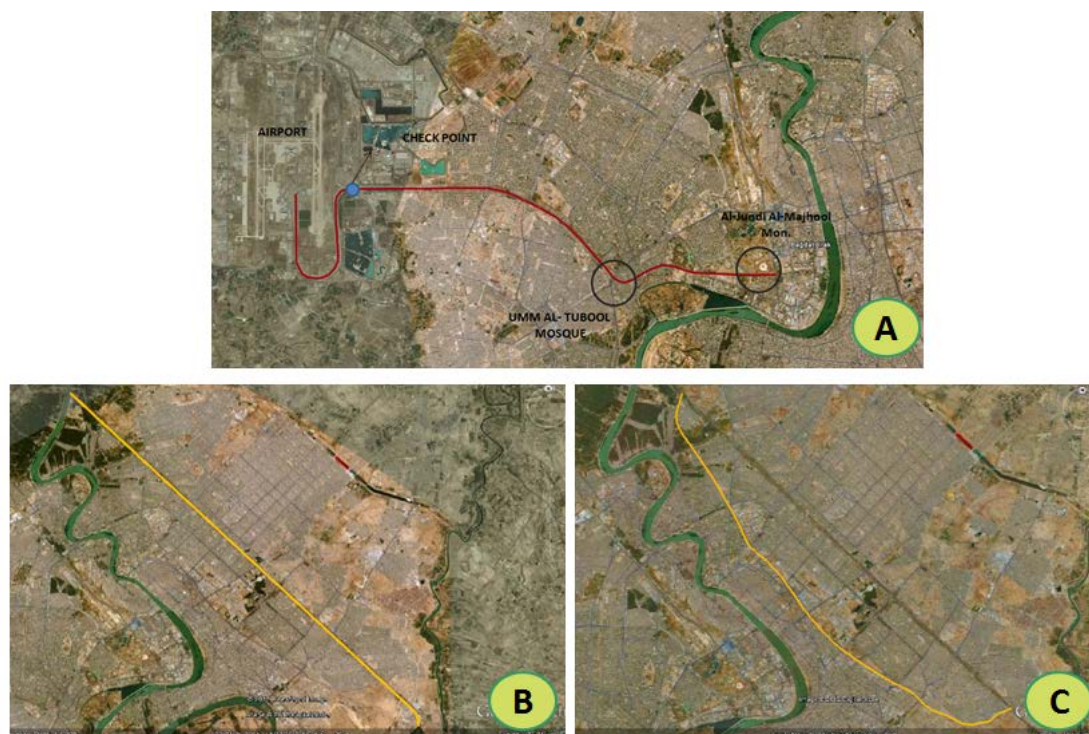 AIRPORT
CHECK POINT
Al-Jundi Al-Majhool
Mon.
UMM AL- TUBOOL
MOSQUE
A
B
C